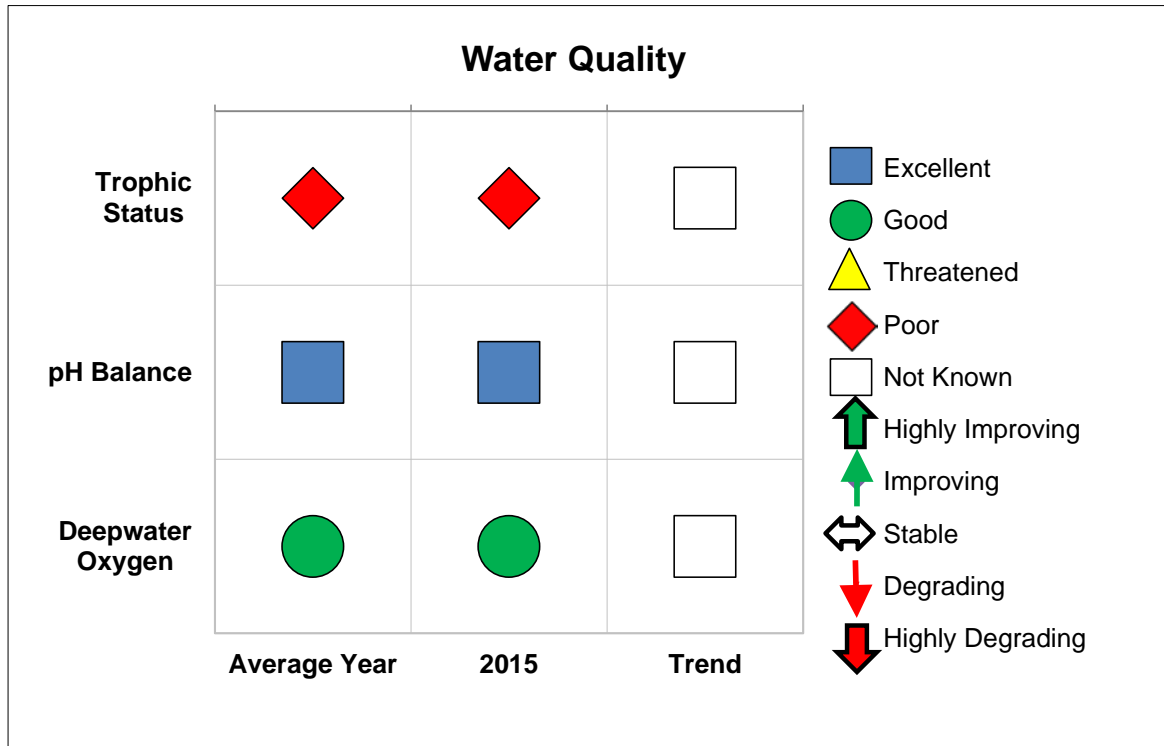 Water Quality
Trophic
Status
pH Balance
Deepwater
Oxygen
Average Year
2015
Trend
Excellent
Good
Threatened
Poor
Not Known
Highly Improving
Improving
Stable
Degrading
Highly Degrading